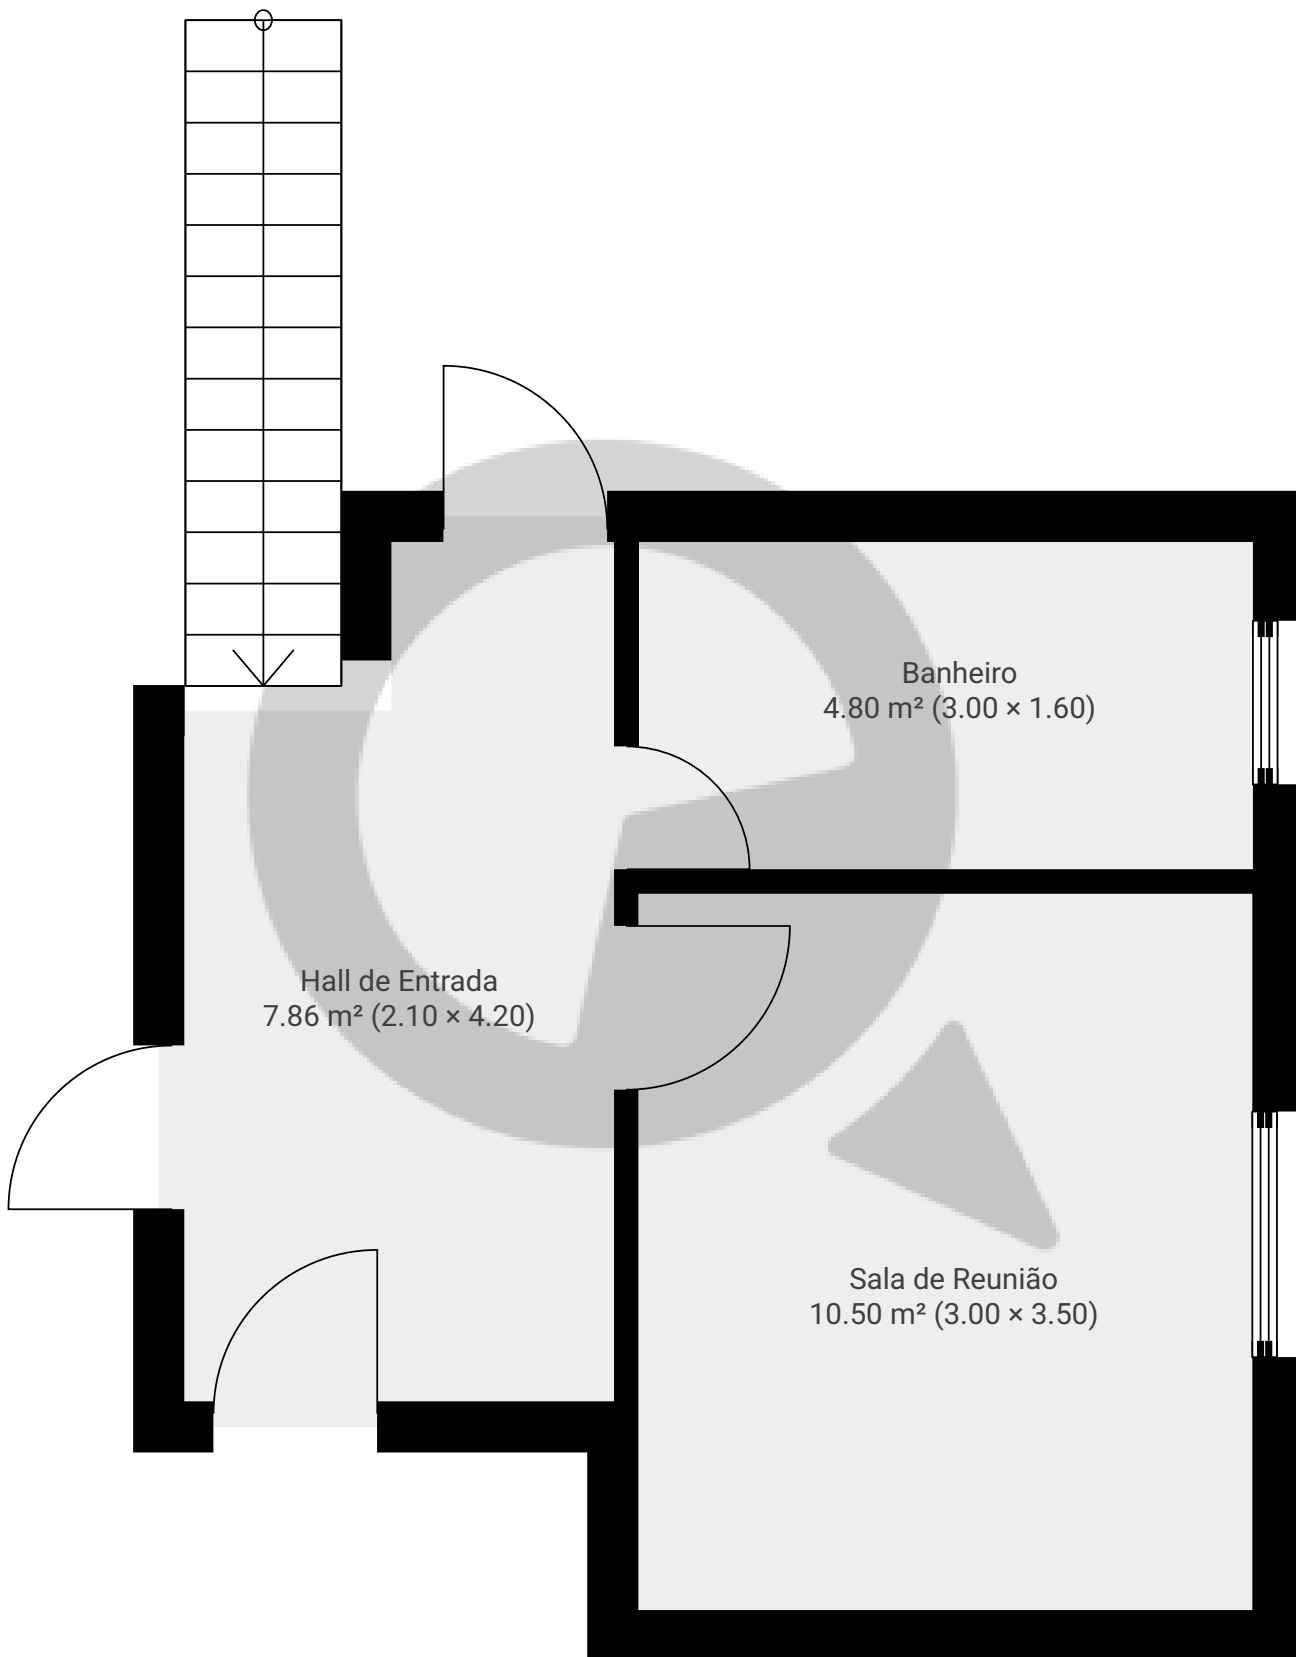 Banheiro
4.80 m² (3.00 × 1.60)
Hall de Entrada
7.86 m² (2.10 × 4.20)
Sala de Reunião
10.50 m² (3.00 × 3.50)